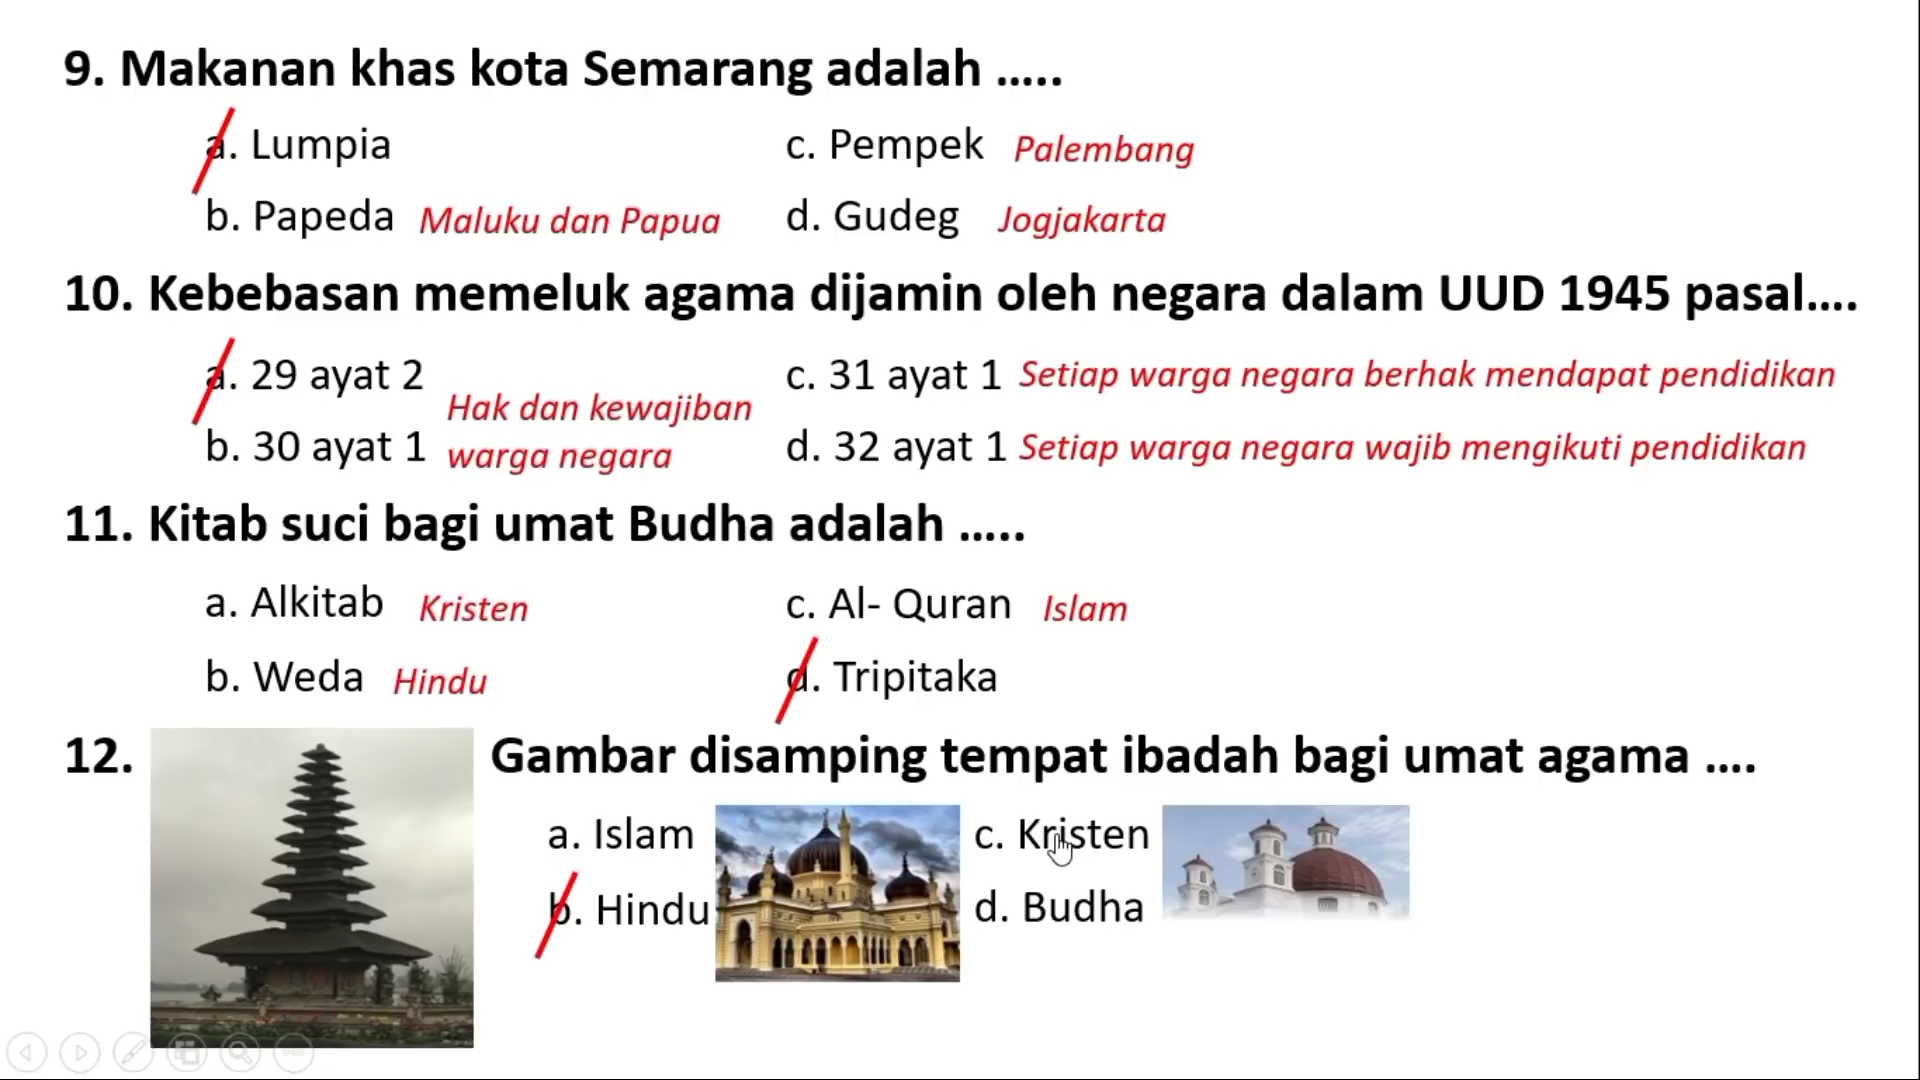 9. Makanan khas kota Semarang adalah .....
a. Lumpia
c. Pempek Palembang
b. Papeda Maluku dan Papua
d. Gudeg Jogjakarta
10. Kebebasan memeluk agama dijamin oleh negara dalam UUD 1945 pasal....
a. 29 ayat 2
c. 31 ayat 1 Setiap warga negara berhak mendapat pendidikan
b. 30 ayat 1 Hak dan kewajiban
warga negara
d. 32 ayat 1 Setiap warga negara wajib mengikuti pendidikan
11. Kitab suci bagi umat Budha adalah .....
a. Alkitab Kristen
c. Al- Quran Islam
b. Weda Hindu
d. Tripitaka
12. Gambar disamping tempat ibadah bagi umat agama ....
a. Islam
c. Kristen
b. Hindu
d. Budha